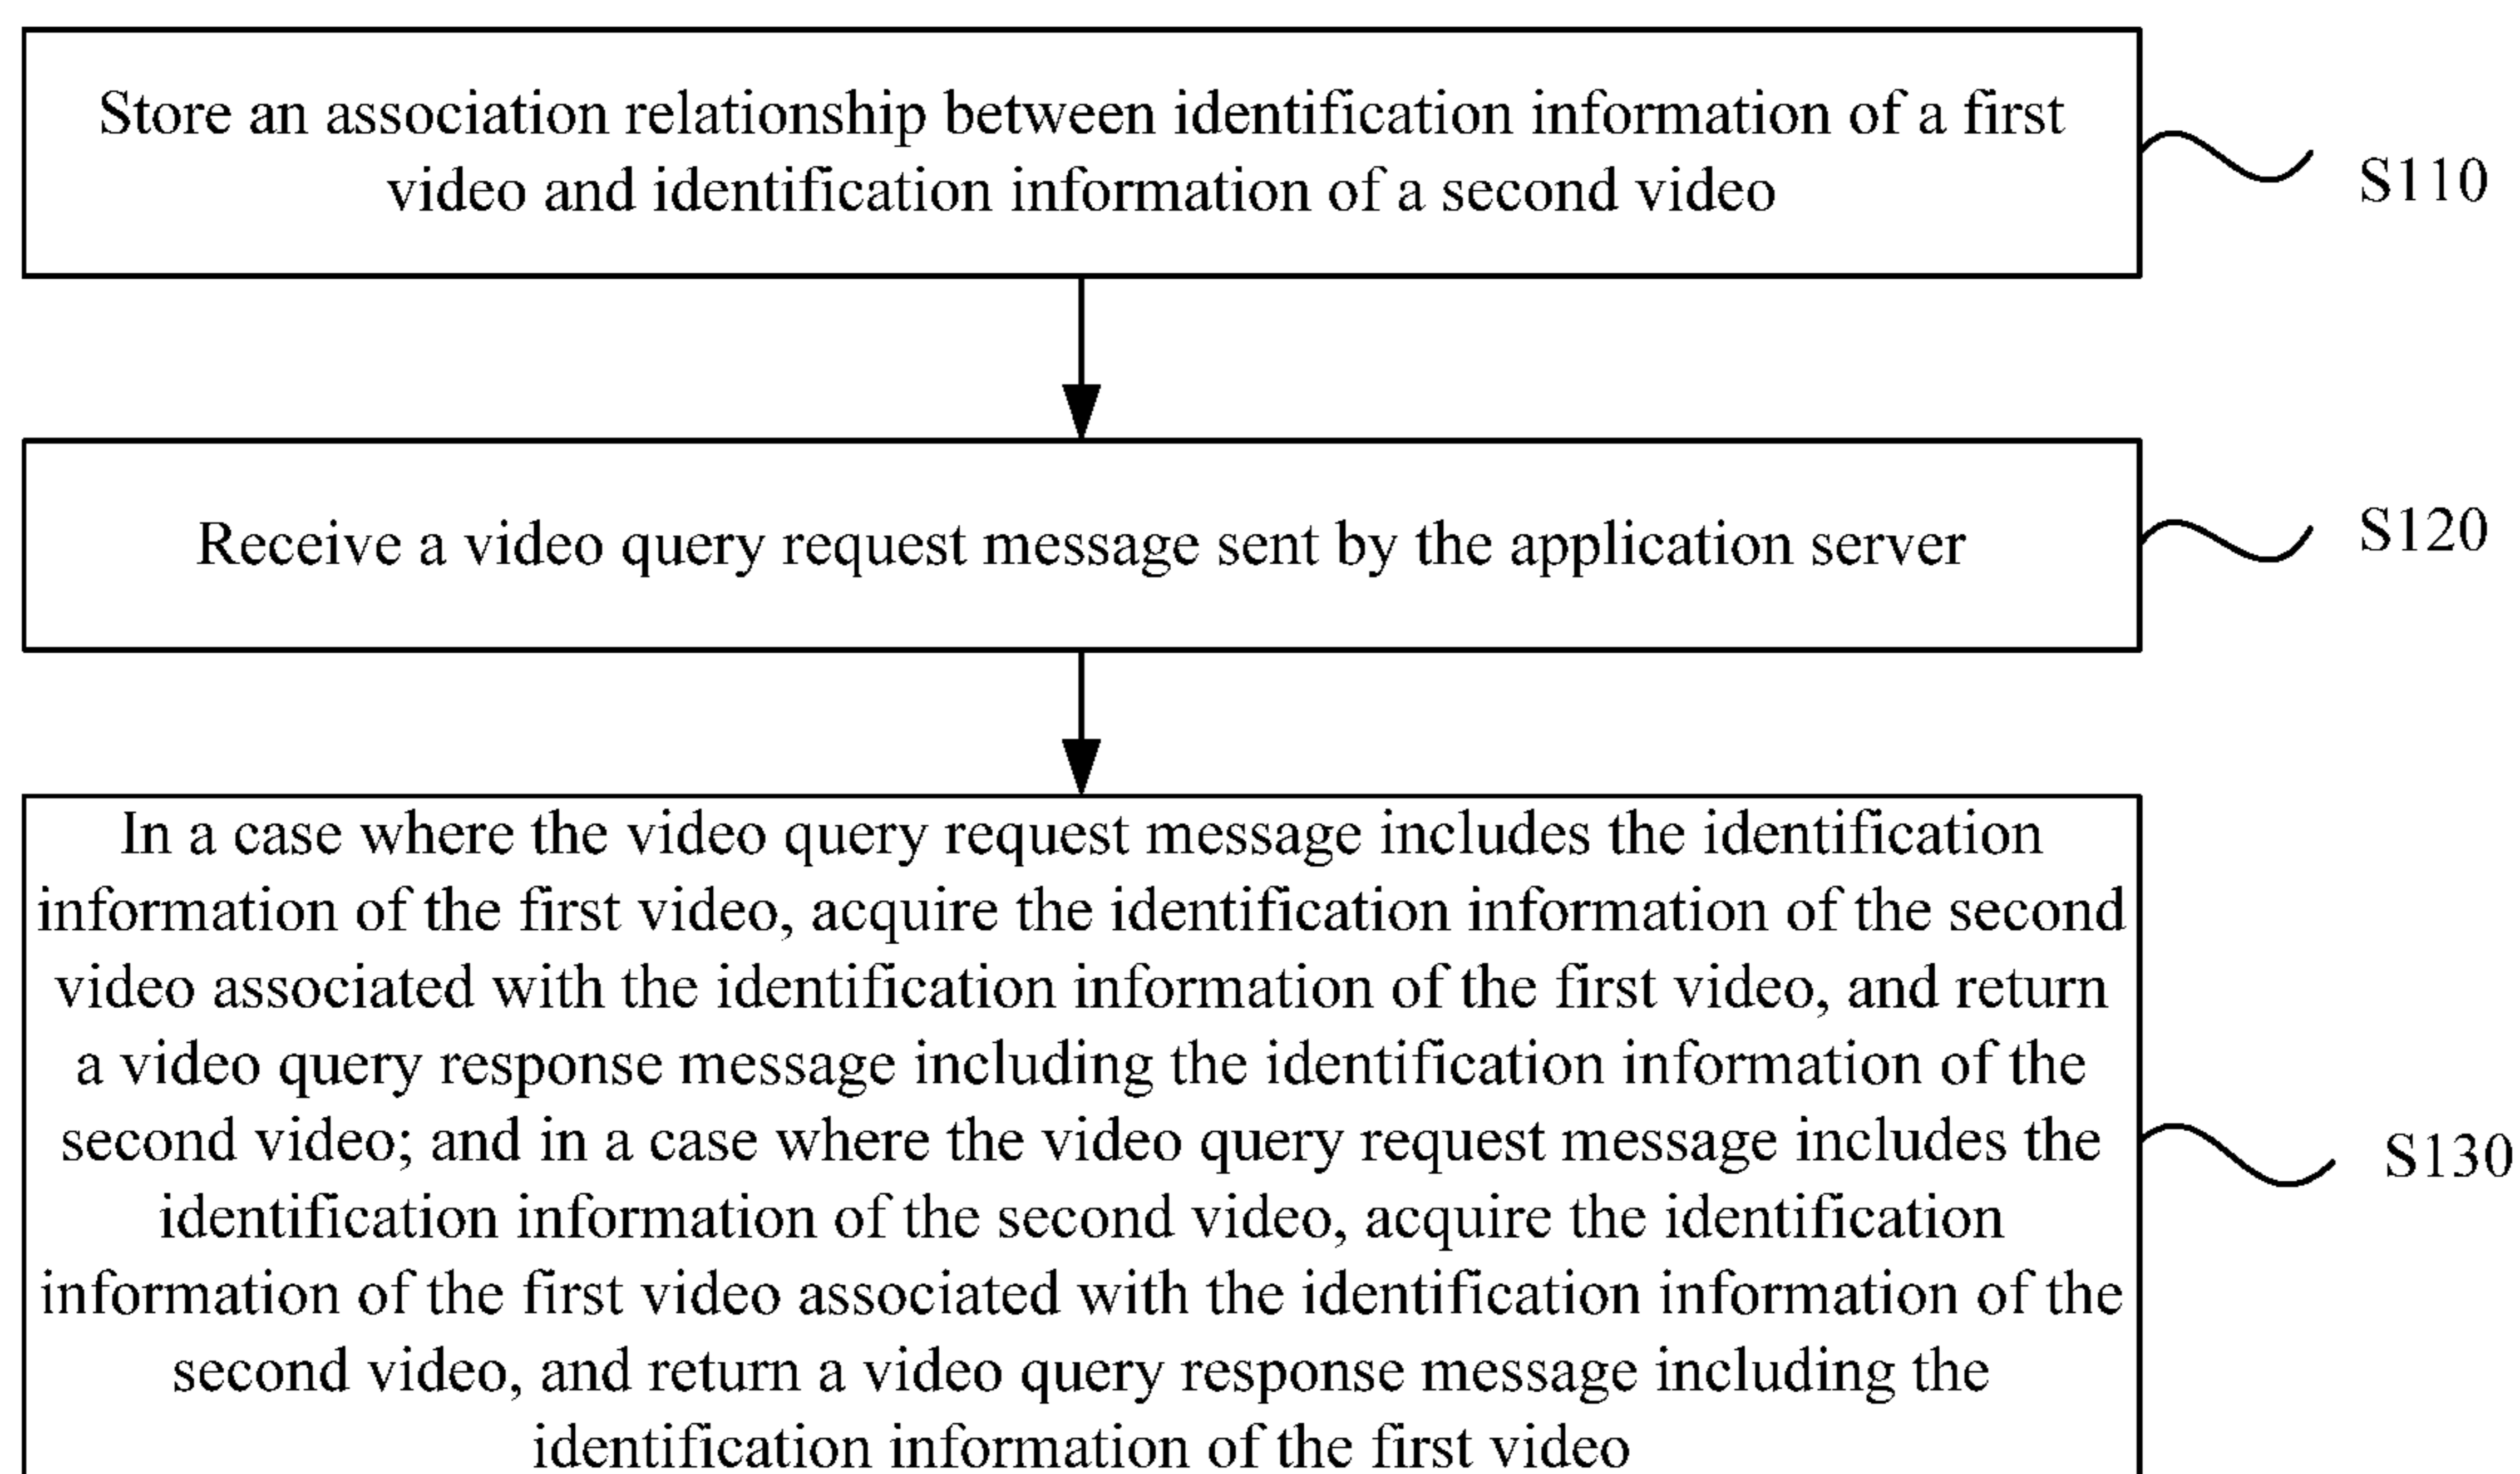 Store an association relationship between identification information of a first
video and identification information of a second video
S110
Receive a video query request message sent by the application server
S120
In a case where the video query request message includes the identification
information of the first video, acquire the identification information of the second
video associated with the identification information of the first video, and return
a video query response message including the identification information of the
second video; and in a case where the video query request message includes the
identification information of the second video, acquire the identification
information of the first video associated with the identification information of the
second video, and return a video query response message including the
identification information of the first video
S130